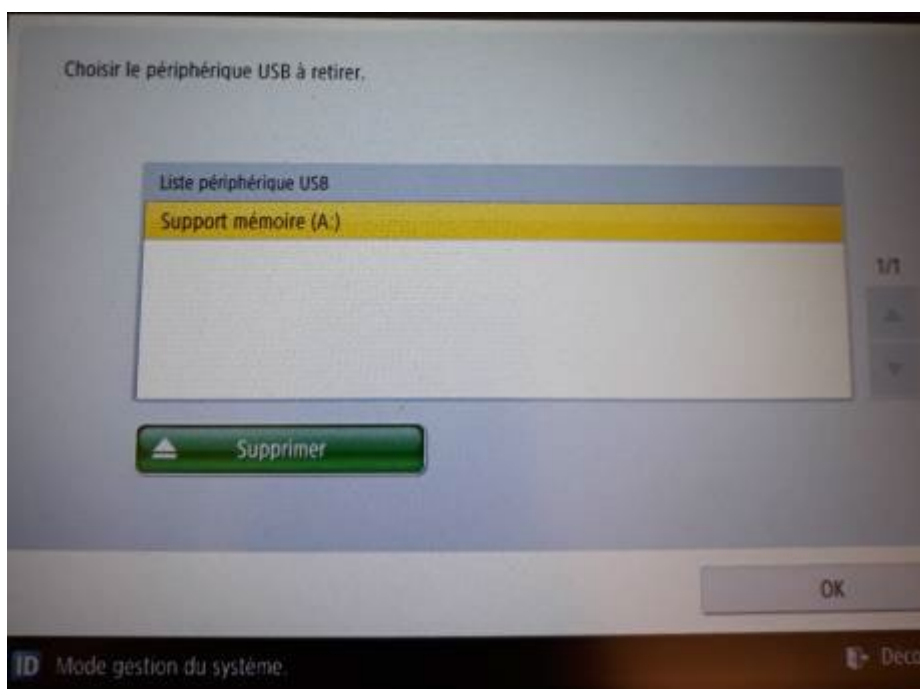 Choisir le périphérique USB à retirer.
Liste périphérique USB
Support mémoire (A:)
1/1
Supprimer
OK
ID Mode gestion du système.
Déco